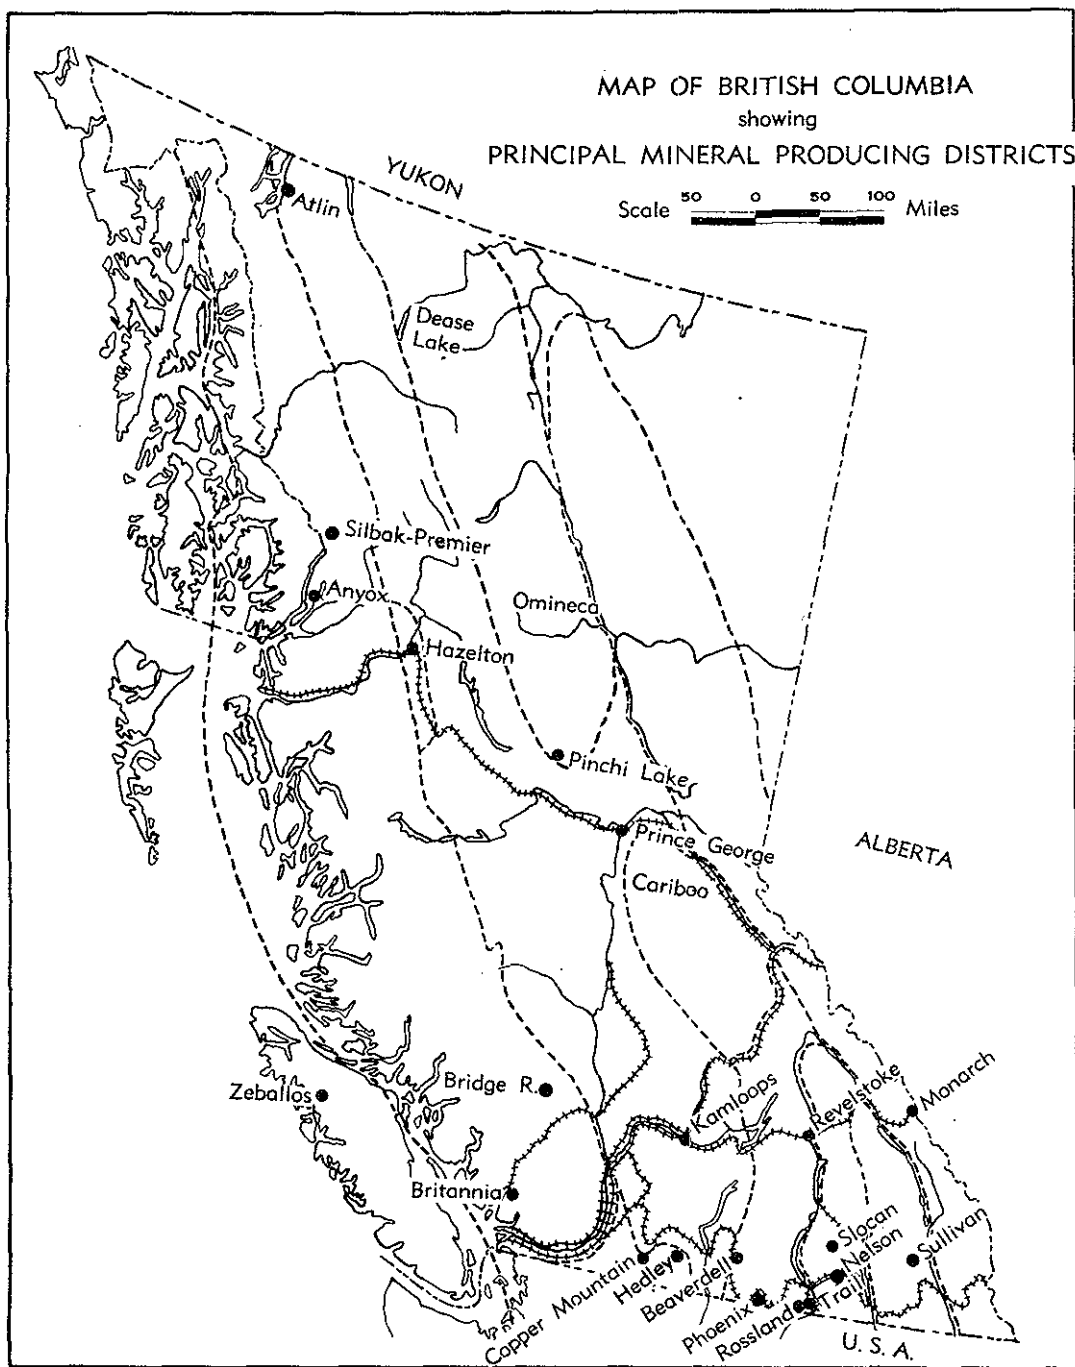 MAP OF BRITISH COLUMBIA
showing
PRINCIPAL MINERAL PRODUCING DISTRICTS
Scale 50 0 50 100 Miles
YUKON
Atlin
Dease
Lake
Silbak-Premier
Anyox
Omineca
Hazelton
Pinchi Lake
Prince George
ALBERTA
Cariboo
Zeballos
Bridge R.
Kamloops
Revelstoke
Monarch
Britannia
Slocan
Nelson
Sullivan
Copper Mountain
Hedley
Beaverdell
Phoenix
Rossland
Trail
U. S. A.